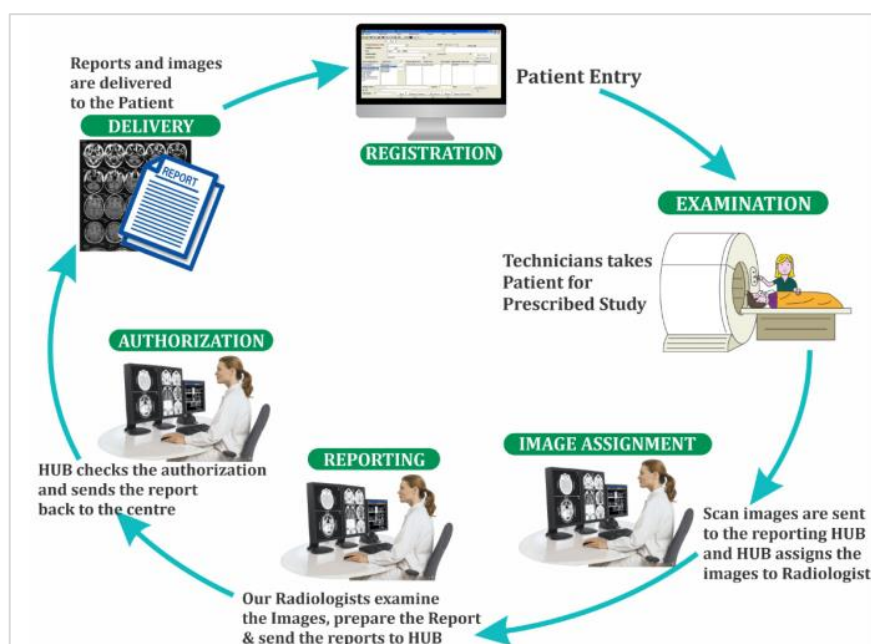 Patient Entry
REGISTRATION
EXAMINATION
Technicians takes
Patient for
Prescribed Study
IMAGE ASSIGNMENT
Scan images are sent
to the reporting HUB
and HUB assigns the
images to Radiologist
REPORTING
Our Radiologists examine
the Images, prepare the Report
& send the reports to HUB
AUTHORIZATION
HUB checks the authorization
and sends the report
back to the centre
Reports and images
are delivered
to the Patient
DELIVERY
REPORT